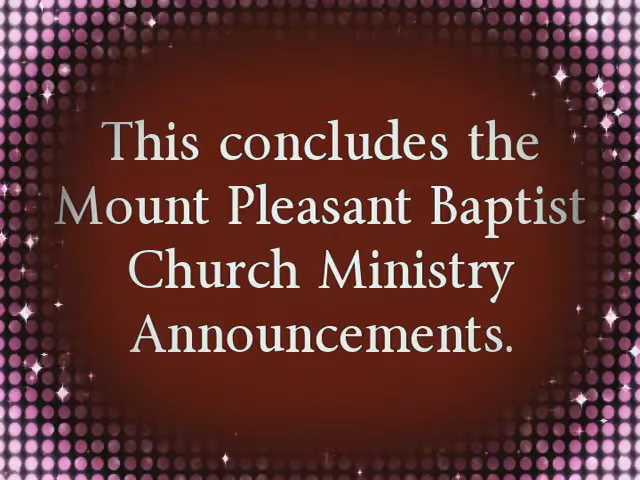 This concludes the
Mount Pleasant Baptist
Church Ministry
Announcements.